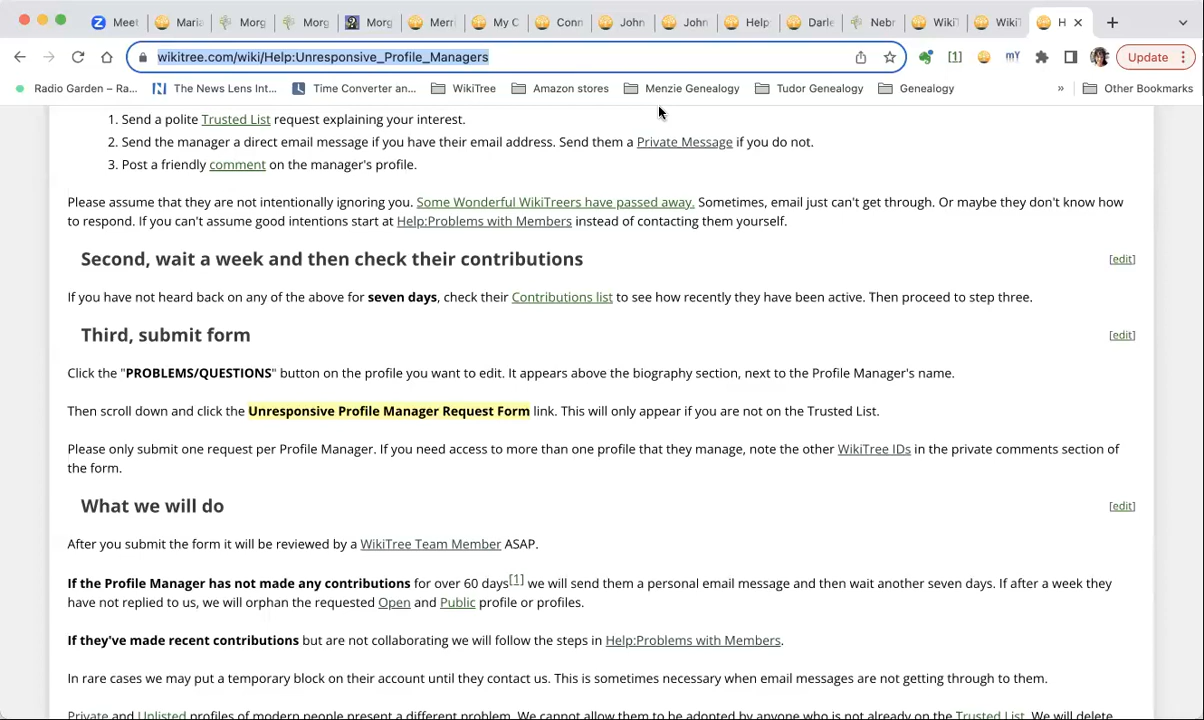 Meet Maria Morg Morg Morg Merri My C Conn John John Help: Darle Nebr WikiT WikiT H
wikitree.com/wiki/Help:Unresponsive_Profile_Managers [1] mY Update
Radio Garden – Ra... The News Lens Int... Time Converter an... WikiTree Amazon stores Menzie Genealogy Tudor Genealogy Genealogy » Other Bookmarks
1. Send a polite Trusted List request explaining your interest.
2. Send the manager a direct email message if you have their email address. Send them a Private Message if you do not.
3. Post a friendly comment on the manager's profile.
Please assume that they are not intentionally ignoring you. Some Wonderful WikiTreers have passed away. Sometimes, email just can't get through. Or maybe they don't know how
to respond. If you can't assume good intentions start at Help:Problems with Members instead of contacting them yourself.
Second, wait a week and then check their contributions [edit]
If you have not heard back on any of the above for seven days, check their Contributions list to see how recently they have been active. Then proceed to step three.
Third, submit form [edit]
Click the "PROBLEMS/QUESTIONS" button on the profile you want to edit. It appears above the biography section, next to the Profile Manager's name.
Then scroll down and click the Unresponsive Profile Manager Request Form link. This will only appear if you are not on the Trusted List.
Please only submit one request per Profile Manager. If you need access to more than one profile that they manage, note the other WikiTree IDs in the private comments section of
the form.
What we will do [edit]
After you submit the form it will be reviewed by a WikiTree Team Member ASAP.
If the Profile Manager has not made any contributions for over 60 days[1] we will send them a personal email message and then wait another seven days. If after a week they
have not replied to us, we will orphan the requested Open and Public profile or profiles.
If they've made recent contributions but are not collaborating we will follow the steps in Help:Problems with Members.
In rare cases we may put a temporary block on their account until they contact us. This is sometimes necessary when email messages are not getting through to them.
Private and Unlisted profiles of modern people present a different problem. We cannot allow them to be adopted by anyone who is not already on the Trusted List. We will delete